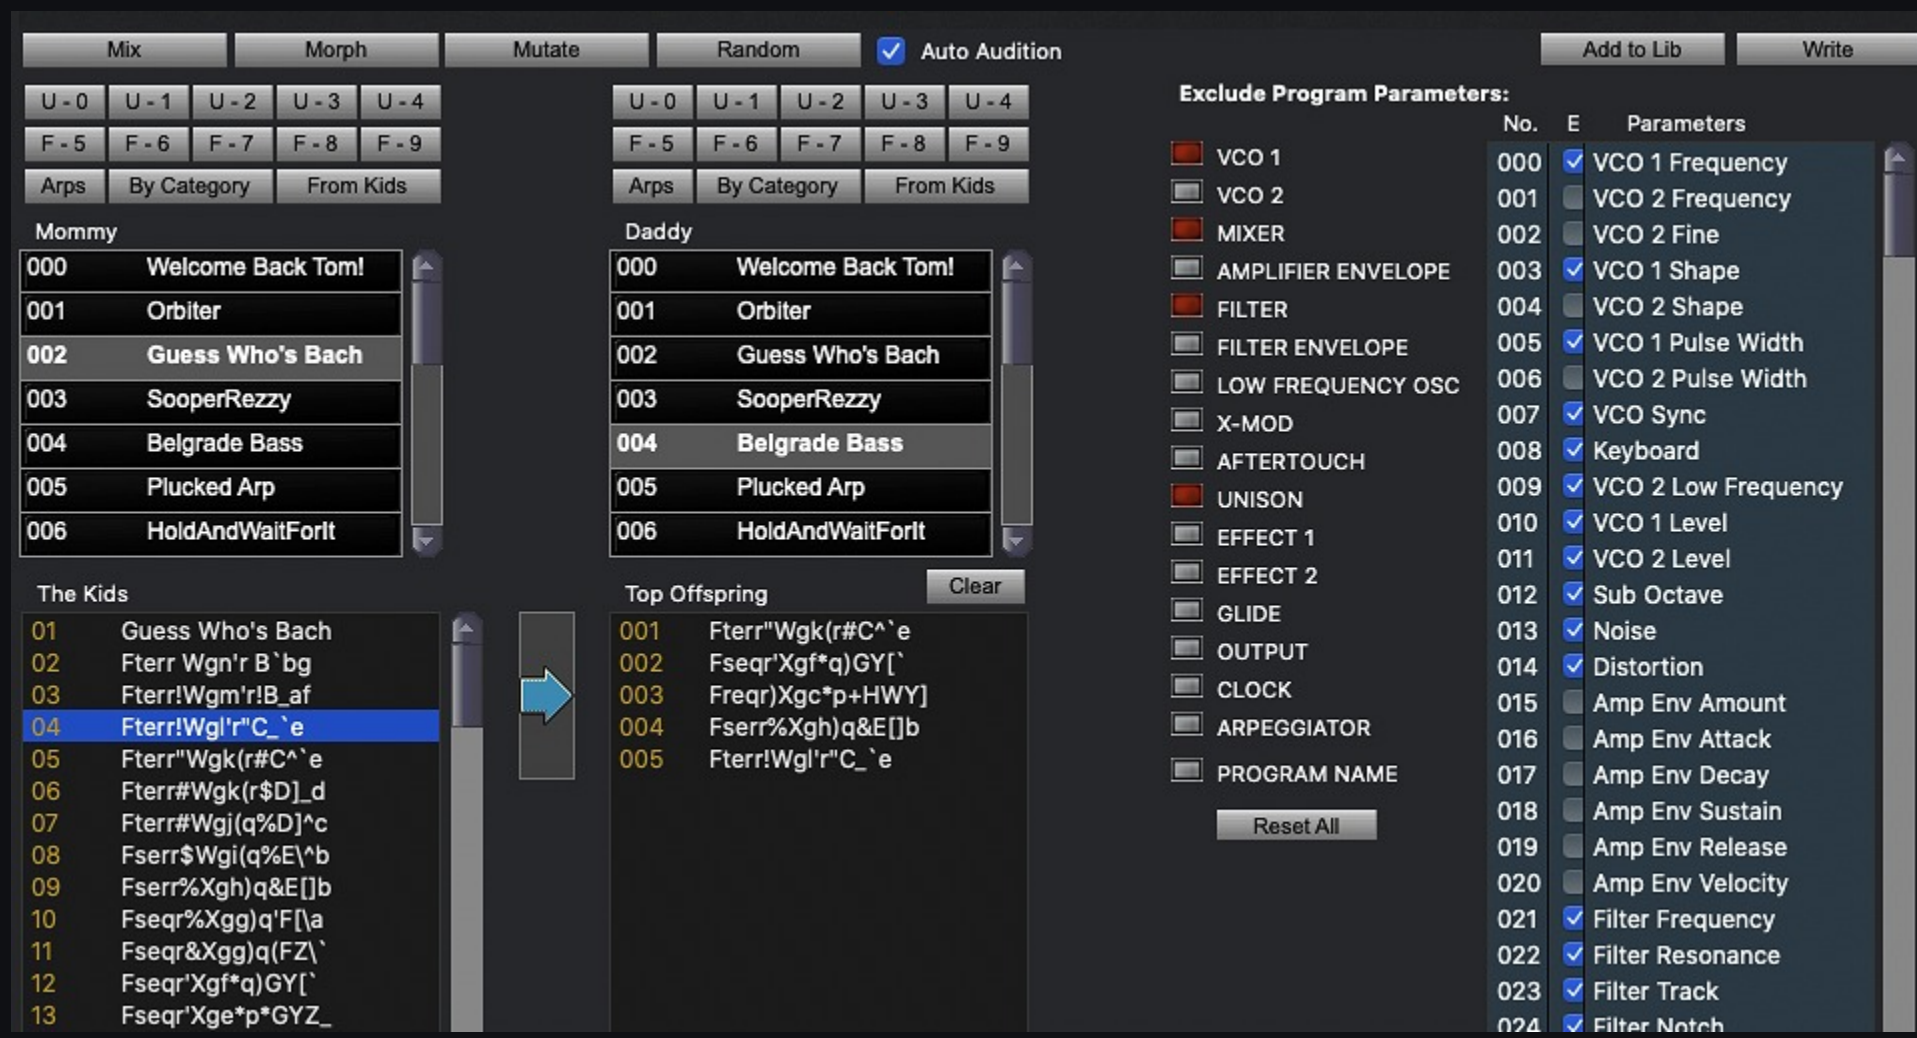 Mix Morph Mutate Random Auto Audition Add to Lib Write
U - 0 U - 1 U - 2 U - 3 U - 4
F - 5 F - 6 F - 7 F - 8 F - 9
Arps By Category From Kids
Mommy
000 Welcome Back Tom!
001 Orbiter
002 Guess Who's Bach
003 SooperRezzy
004 Belgrade Bass
005 Plucked Arp
006 HoldAndWaitForIt
U - 0 U - 1 U - 2 U - 3 U - 4
F - 5 F - 6 F - 7 F - 8 F - 9
Arps By Category From Kids
Daddy
000 Welcome Back Tom!
001 Orbiter
002 Guess Who's Bach
003 SooperRezzy
004 Belgrade Bass
005 Plucked Arp
006 HoldAndWaitForIt
The Kids
01 Guess Who's Bach
02 Fterr Wgn'r B`bg
03 Fterr!Wgm'r!B_af
04 Fterr!Wgl'r"C_`e
05 Fterr"Wgk(r#C^`e
06 Fterr#Wgk(r$D]_d
07 Fterr#Wgj(q%D]^c
08 Fserr$Wgi(q%E\^b
09 Fserr%Xgh)q&E[]b
10 Fseqr%Xgg)q'F[\a
11 Fseqr&Xgg)q(FZ\`
12 Fseqr'Xgf*q)GY[`
13 Fseqr'Xge*p*GYZ_
Top Offspring Clear
001 Fterr"Wgk(r#C^`e
002 Fseqr'Xgf*q)GY[`
003 Freqr)Xgc*p+HWY]
004 Fserr%Xgh)q&E[]b
005 Fterr!Wgl'r"C_`e
Exclude Program Parameters:
VCO 1
VCO 2
MIXER
AMPLIFIER ENVELOPE
FILTER
FILTER ENVELOPE
LOW FREQUENCY OSC
X-MOD
AFTERTOUCH
UNISON
EFFECT 1
EFFECT 2
GLIDE
OUTPUT
CLOCK
ARPEGGIATOR
PROGRAM NAME
Reset All
No. E Parameters
000 VCO 1 Frequency
001 VCO 2 Frequency
002 VCO 2 Fine
003 VCO 1 Shape
004 VCO 2 Shape
005 VCO 1 Pulse Width
006 VCO 2 Pulse Width
007 VCO Sync
008 Keyboard
009 VCO 2 Low Frequency
010 VCO 1 Level
011 VCO 2 Level
012 Sub Octave
013 Noise
014 Distortion
015 Amp Env Amount
016 Amp Env Attack
017 Amp Env Decay
018 Amp Env Sustain
019 Amp Env Release
020 Amp Env Velocity
021 Filter Frequency
022 Filter Resonance
023 Filter Track
024 Filter Notch